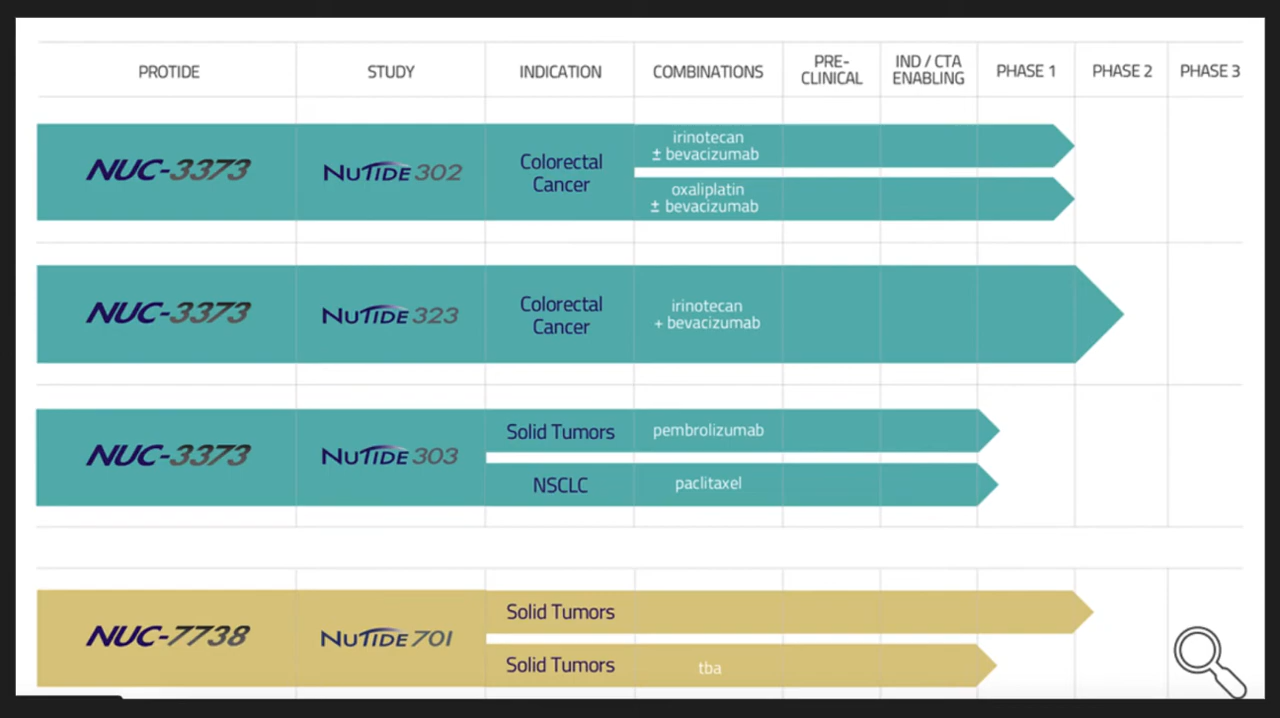 PROTIDE
STUDY
INDICATION
COMBINATIONS
PRE-
CLINICAL
IND / CTA
ENABLING
PHASE 1
PHASE 2
PHASE 3
NUC-3373
NUTIDE 302
Colorectal
Cancer
irinotecan
± bevacizumab
oxaliplatin
± bevacizumab
NUC-3373
NUTIDE 323
Colorectal
Cancer
irinotecan
+ bevacizumab
NUC-3373
NUTIDE 303
Solid Tumors
pembrolizumab
NSCLC
paclitaxel
NUC-7738
NUTIDE 701
Solid Tumors
Solid Tumors
tba